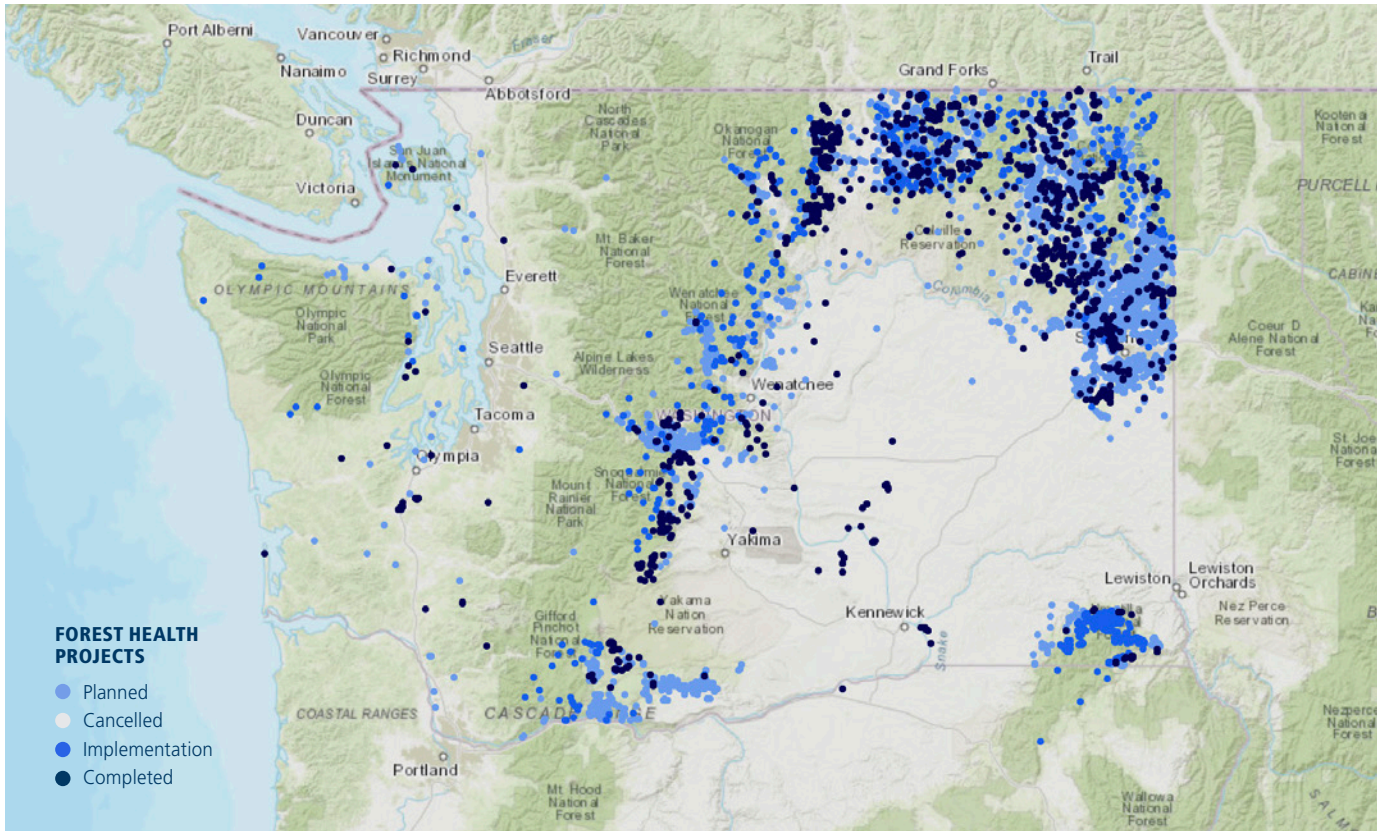 Port Alberni
Vancouver
Richmond
Nanaimo
Surrey
Abbotsford
Fraser
Grand Forks
Trail
Duncan
Victoria
San Juan
Islands National
Monument
North
Cascades
National
Park
Okanogan
National
Forest
Kootenai
National
Forest
PURCELL
Mt. Baker
National
Forest
Colville
Reservation
Everett
OLYMPIC MOUNTAINS
Olympic
National
Park
Wenatchee
National
Forest
Columbia
CABINE
Coeur D
Alene National
Forest
Seattle
Alpine Lakes
Wilderness
Olympic
National
Forest
Wenatchee
WASHINGTON
Tacoma
Olympia
St. Joe
National
Forest
Mount
Rainier
National
Park
Snoqualmie
National
Forest
Yakima
Lewiston
Lewiston
Orchards
Nez Perce
Reservation
Kennewick
Yakama
Nation
Reservation
Gifford
Pinchot
National
Forest
Snake
FOREST HEALTH
PROJECTS
Planned
Cancelled
Implementation
Completed
COASTAL RANGES
CASCADE
Portland
Mt. Hood
National
Forest
Wallowa
National
Forest
Nezperce
National
Forest
SALM